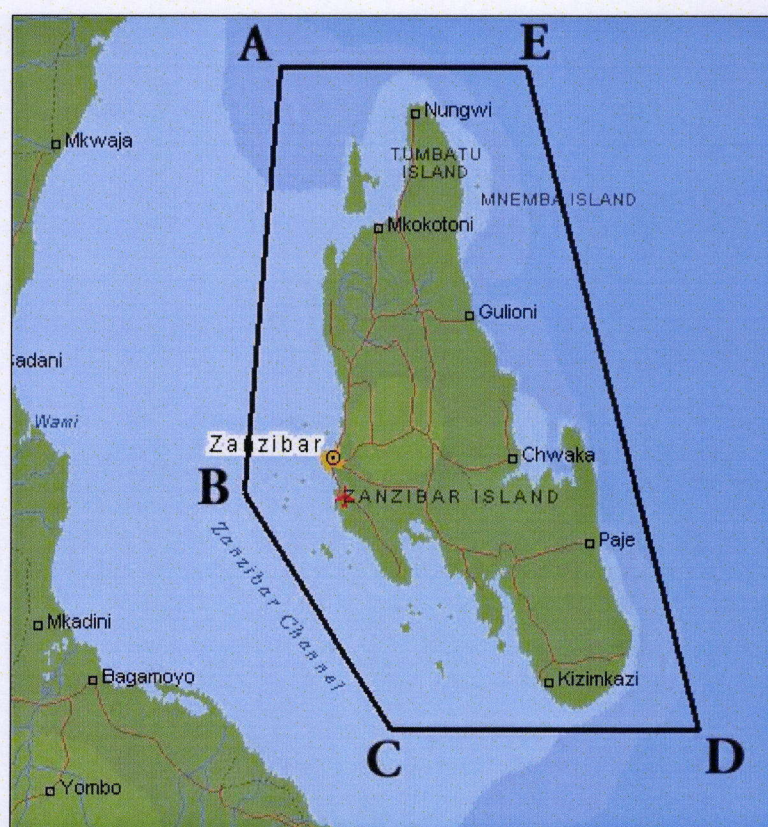 A
E
Nungwi
Mkwaja
TUMBATU
ISLAND
MNEMBA ISLAND
Mkokotoni
Gulioni
Sadani
Wami
Zanzibar
Chwaka
B
ZANZIBAR ISLAND
Paje
Zanzibar Channel
Mkadini
Bagamoyo
Kizimkazi
C
D
Yombo